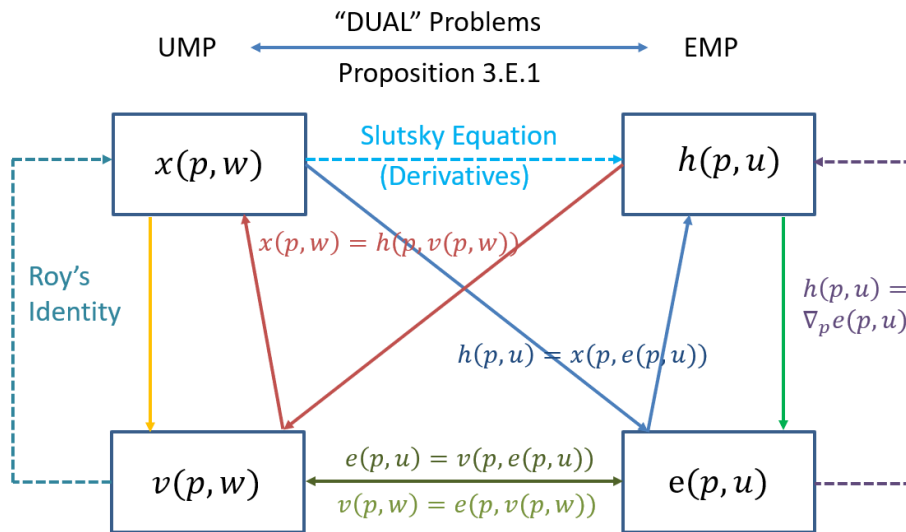 “DUAL” Problems
UMP
EMP
Proposition 3.E.1
x(p, w)
Slutsky Equation
(Derivatives)
h(p, u)
x(p, w) = h(p, v(p, w))
Roy’s
Identity
h(p, u) =
∇ₚe(p, u)
h(p, u) = x(p, e(p, u))
v(p, w)
e(p, u) = v(p, e(p, u))
v(p, w) = e(p, v(p, w))
e(p, u)